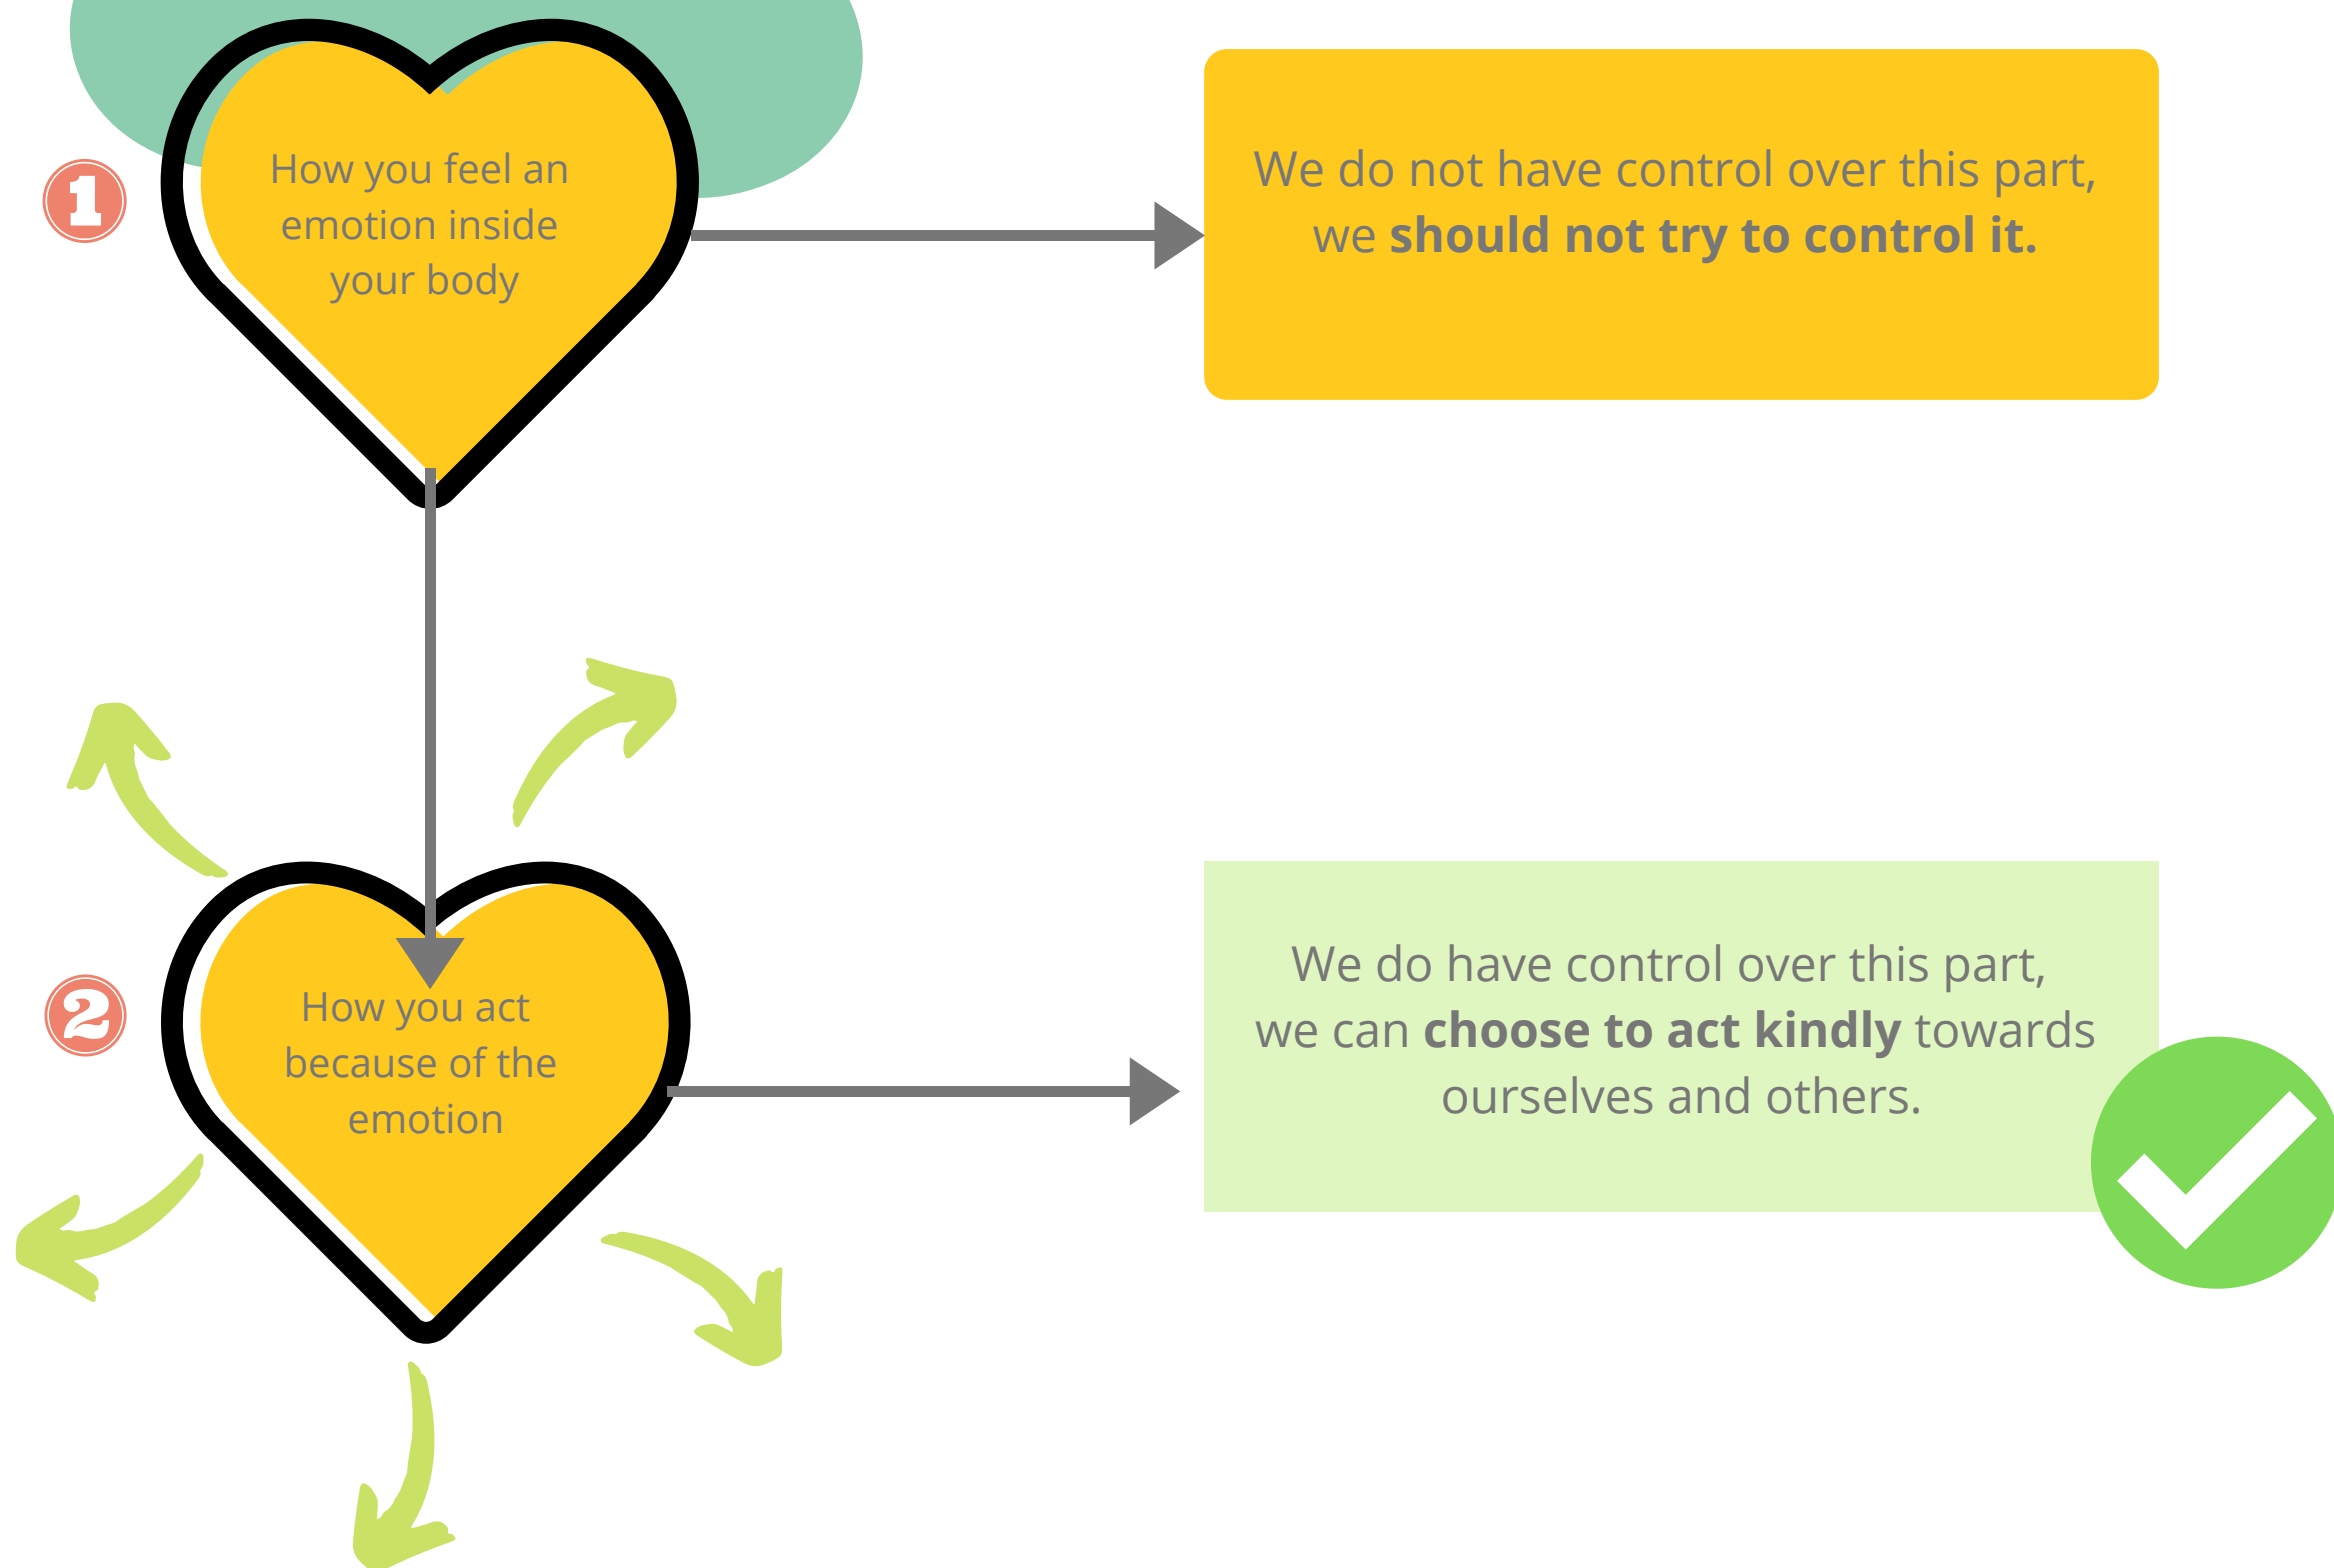 1
How you feel an
emotion inside
your body
We do not have control over this part,
we should not try to control it.
2
How you act
because of the
emotion
We do have control over this part,
we can choose to act kindly towards
ourselves and others.